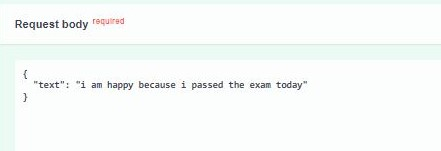 Request body required
{
"text": "i am happy because i passed the exam today"
}